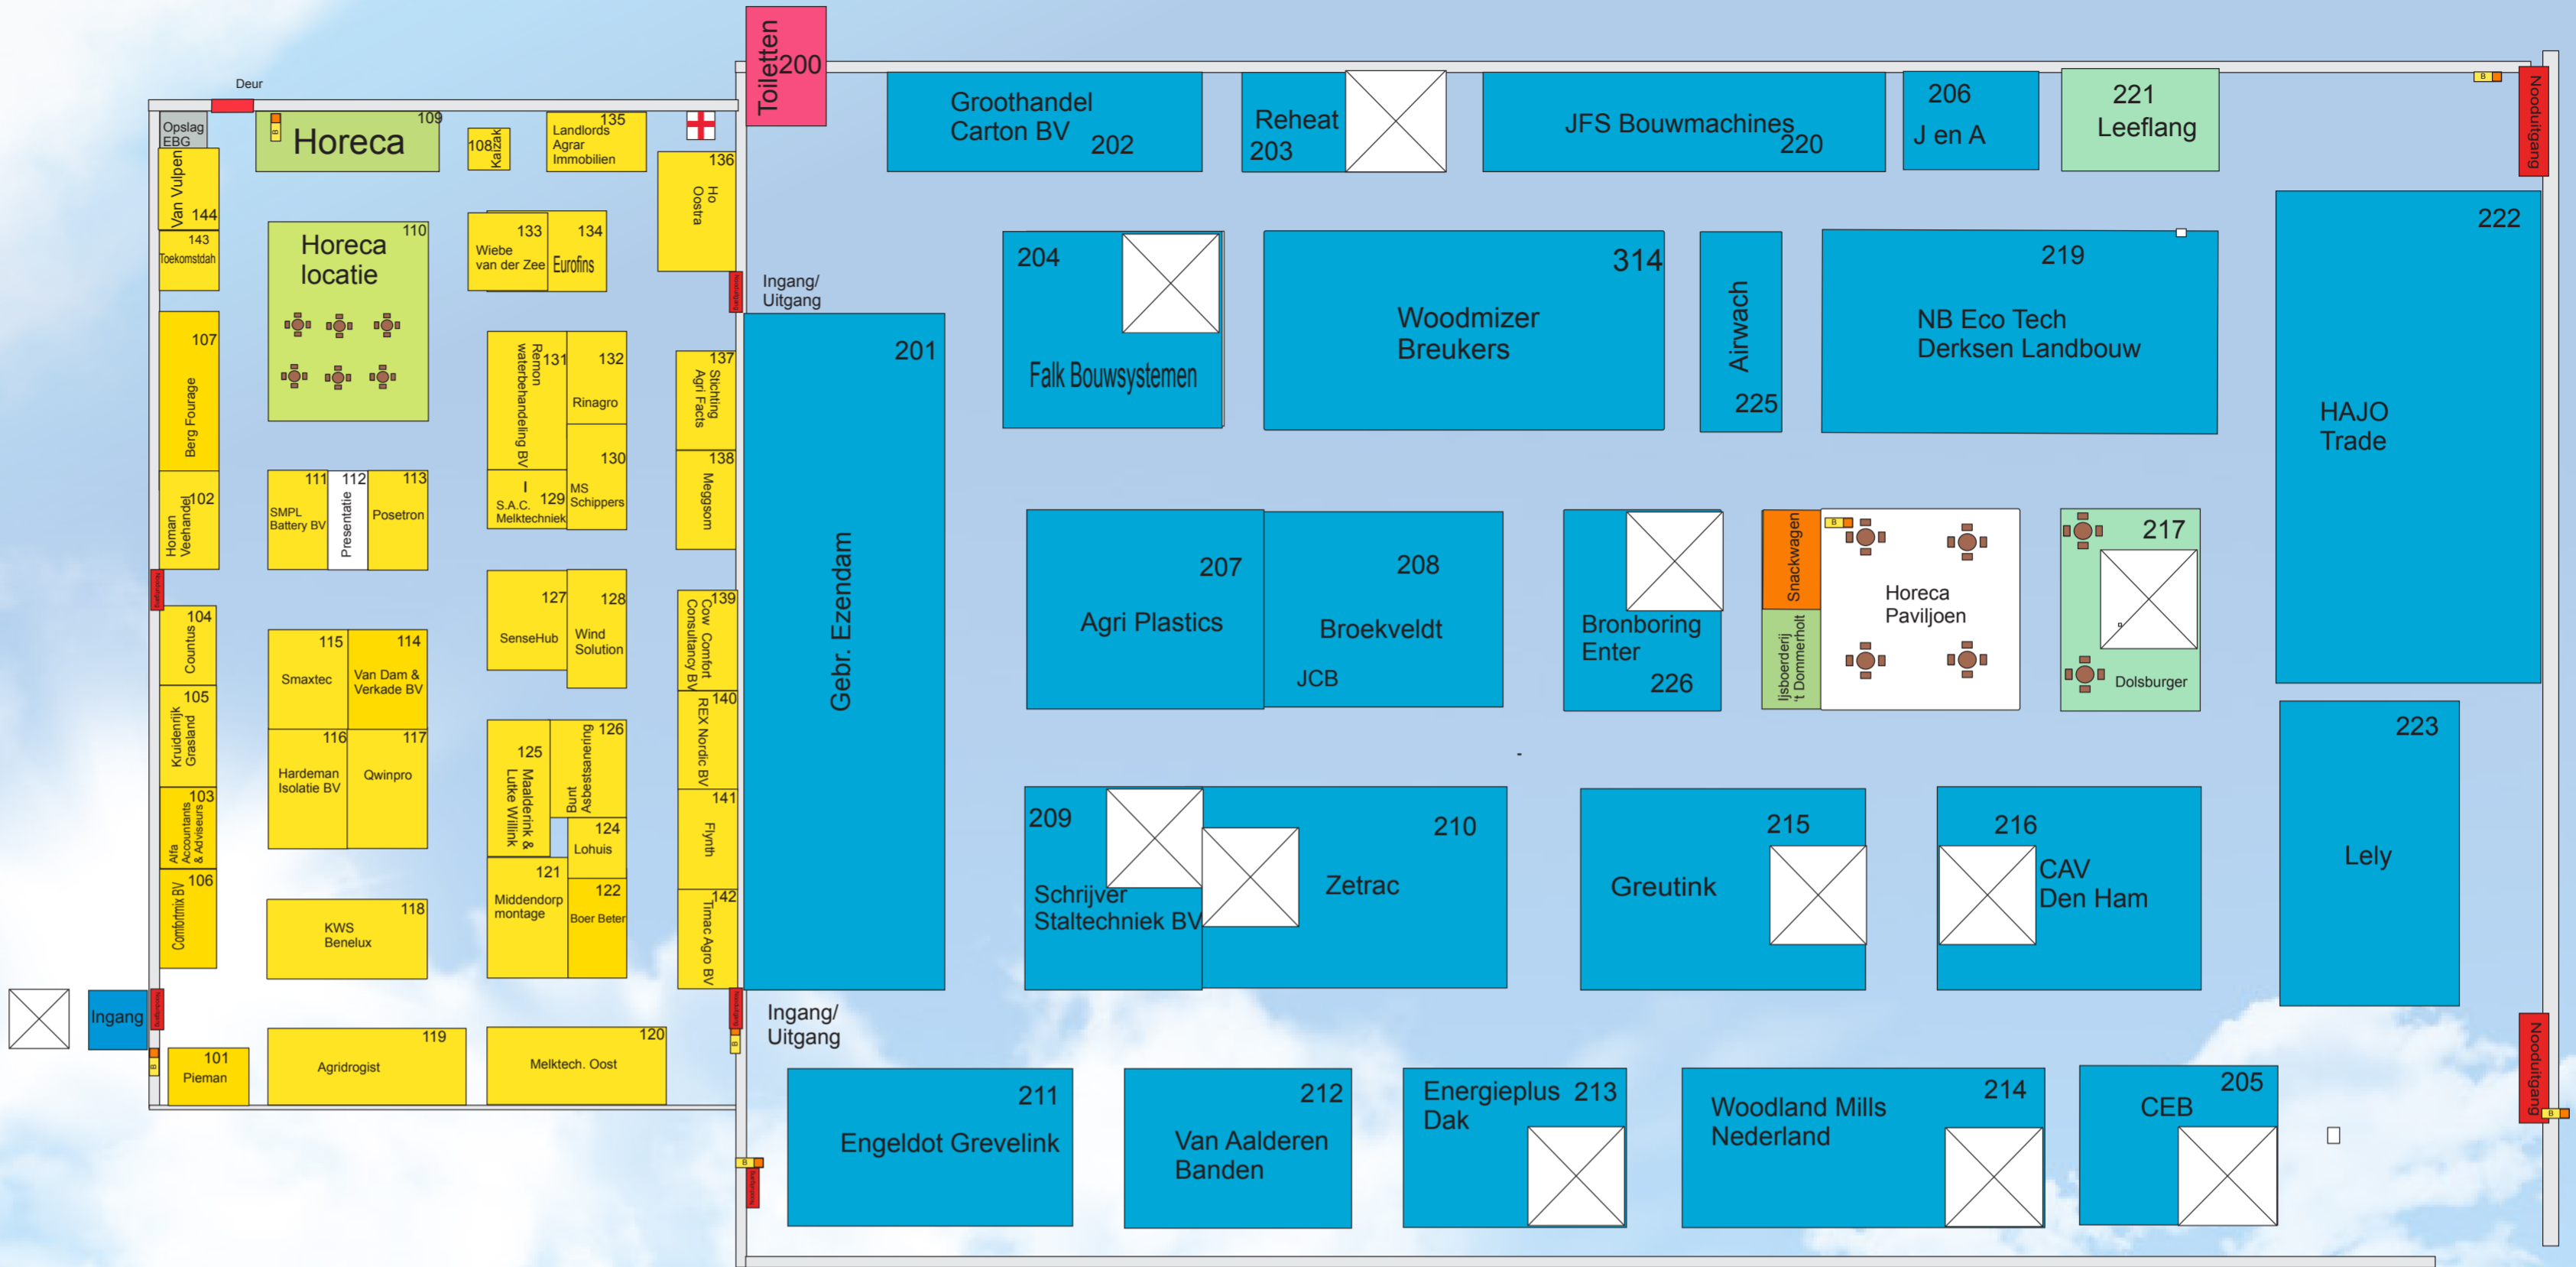 Deur
Opslag
EBG
Van Vulpen
144
143
Toekomstdah
107
Berg Fourage
102
Homan
Veehandel
Nooduitgang
104
Countus
105
Kruidenrijk
Grasland
103
Alfa
Accountants
& Adviseurs
106
Comfortmix BV
Ingang
Nooduitgang
B
101
Pieman
109
B
Horeca
110
Horeca
locatie
111
SMPL
Battery BV
112
Presentatie
113
Posetron
115
Smaxtec
114
Van Dam &
Verkade BV
116
Hardeman
Isolatie BV
117
Qwinpro
118
KWS
Benelux
119
Agridrogist
108
Kaizak
135
Landlords
Agrar
Immobilien
133
Wiebe
van der Zee
134
Eurofins
131
Remon
waterbehandeling BV
132
Rinagro
I
129
S.A.C.
Melktechniek
130
MS
Schippers
127
SenseHub
128
Wind
Solution
125
Maalderink &
Lutke Willink
126
Bunt
Asbestsanering
124
Lohuis
121
Middendorp
montage
122
Boer Beter
120
Melktech. Oost
136
Ho
Oostra
Nooduitgang
137
Stichting
Agri Facts
138
Meggsom
139
Cow Comfort
Consultancy BV
140
REX Nordic BV
141
Flynth
142
Timac Agro BV
Nooduitgang
B
Toiletten
200
Ingang/
Uitgang
201
Gebr. Ezendam
Ingang/
Uitgang
B
Nooduitgang
Groothandel
Carton BV
202
Reheat
203
JFS Bouwmachines
220
206
J en A
221
Leeflang
B
Nooduitgang
204
Falk Bouwsystemen
314
Woodmizer
Breukers
Airwach
225
219
NB Eco Tech
Derksen Landbouw
222
HAJO
Trade
207
Agri Plastics
208
Broekveldt
JCB
Bronboring
Enter
226
Snackwagen
Ijsboerderij
't Dommerholt
B
Horeca
Paviljoen
217
Dolsburger
209
Schrijver
Staltechniek BV
210
Zetrac
-
215
Greutink
216
CAV
Den Ham
223
Lely
211
Engeldot Grevelink
212
Van Aalderen
Banden
Energieplus 213
Dak
214
Woodland Mills
Nederland
205
CEB
Nooduitgang
B